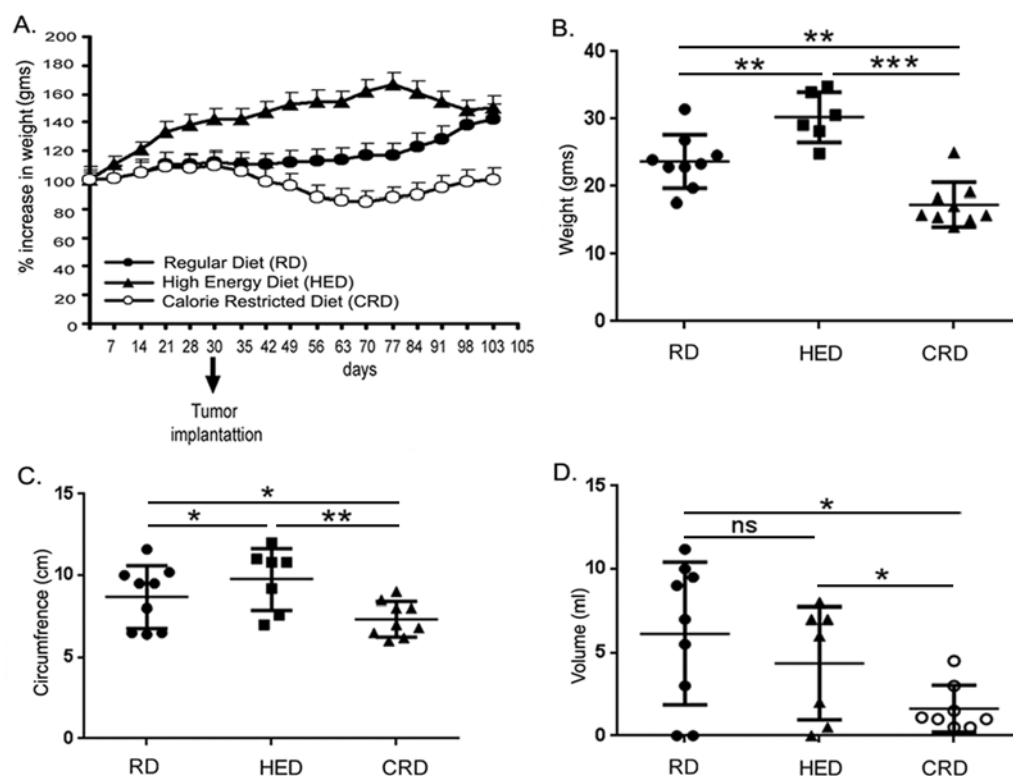 A.
% increase in weight (gms)
200
180
160
140
120
100
80
60
40
20
0
Regular Diet (RD)
High Energy Diet (HED)
Calorie Restricted Diet (CRD)
7 14 21 28 30 35 42 49 56 63 70 77 84 91 98 103 105
days
Tumor
implantattion
B.
Weight (gms)
40
30
20
10
0
**
** ***
RD HED CRD
C.
Circumfrence (cm)
15
10
5
0
*
* **
RD HED CRD
D.
Volume (ml)
15
10
5
0
*
ns
*
RD HED CRD